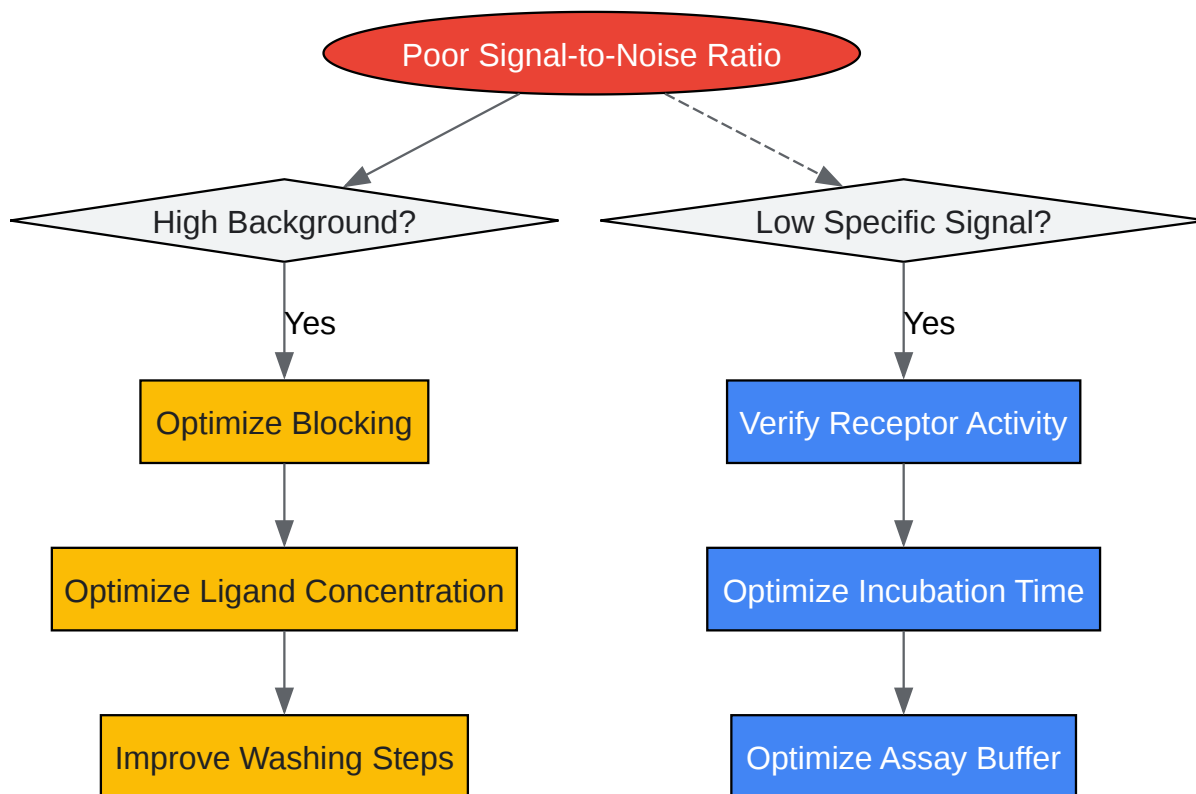 Poor Signal-to-Noise Ratio
High Background?
Low Specific Signal?
Yes
Yes
Optimize Blocking
Verify Receptor Activity
Optimize Ligand Concentration
Optimize Incubation Time
Improve Washing Steps
Optimize Assay Buffer